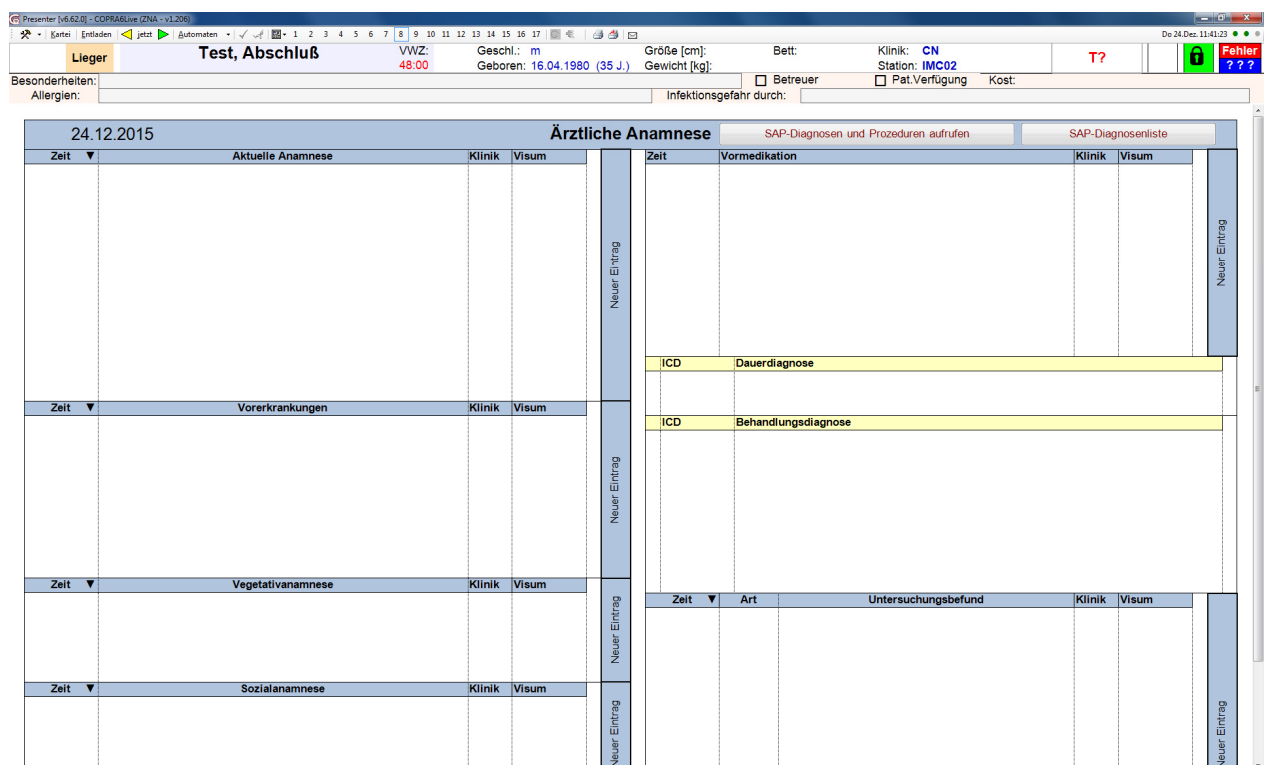 Presenter [v6.62.0] - COPRA6Live (ZNA - v1.206)
Kartei Entladen jetzt Automaten 1 2 3 4 5 6 7 8 9 10 11 12 13 14 15 16 17 Do 24.Dez. 11:41:23
Lieger Test, Abschluß VWZ: 48:00 Geschl.: m Größe [cm]: Bett: Klinik: CN T? Fehler
Geboren: 16.04.1980 (35 J.) Gewicht [kg]: Station: IMC02 ???
Besonderheiten: Betreuer Pat.Verfügung Kost:
Allergien: Infektionsgefahr durch:
24.12.2015 Ärztliche Anamnese SAP-Diagnosen und Prozeduren aufrufen SAP-Diagnosenliste
Zeit ▼ Aktuelle Anamnese Klinik Visum
Neuer Eintrag
Zeit Vormedikation Klinik Visum
Neuer Eintrag
ICD Dauerdiagnose
Zeit ▼ Vorerkrankungen Klinik Visum
Neuer Eintrag
ICD Behandlungsdiagnose
Zeit ▼ Vegetativanamnese Klinik Visum
Neuer Eintrag
Zeit ▼ Art Untersuchungsbefund Klinik Visum
Neuer Eintrag
Zeit ▼ Sozialanamnese Klinik Visum
Neuer Eintrag